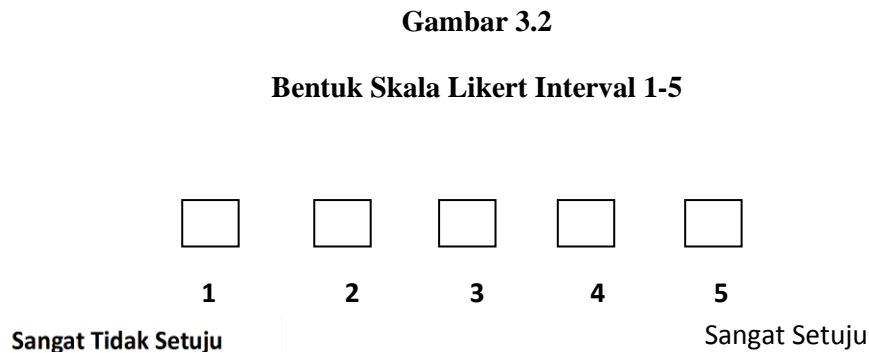 Gambar 3.2
Bentuk Skala Likert Interval 1-5
1 2 3 4 5
Sangat Tidak Setuju Sangat Setuju